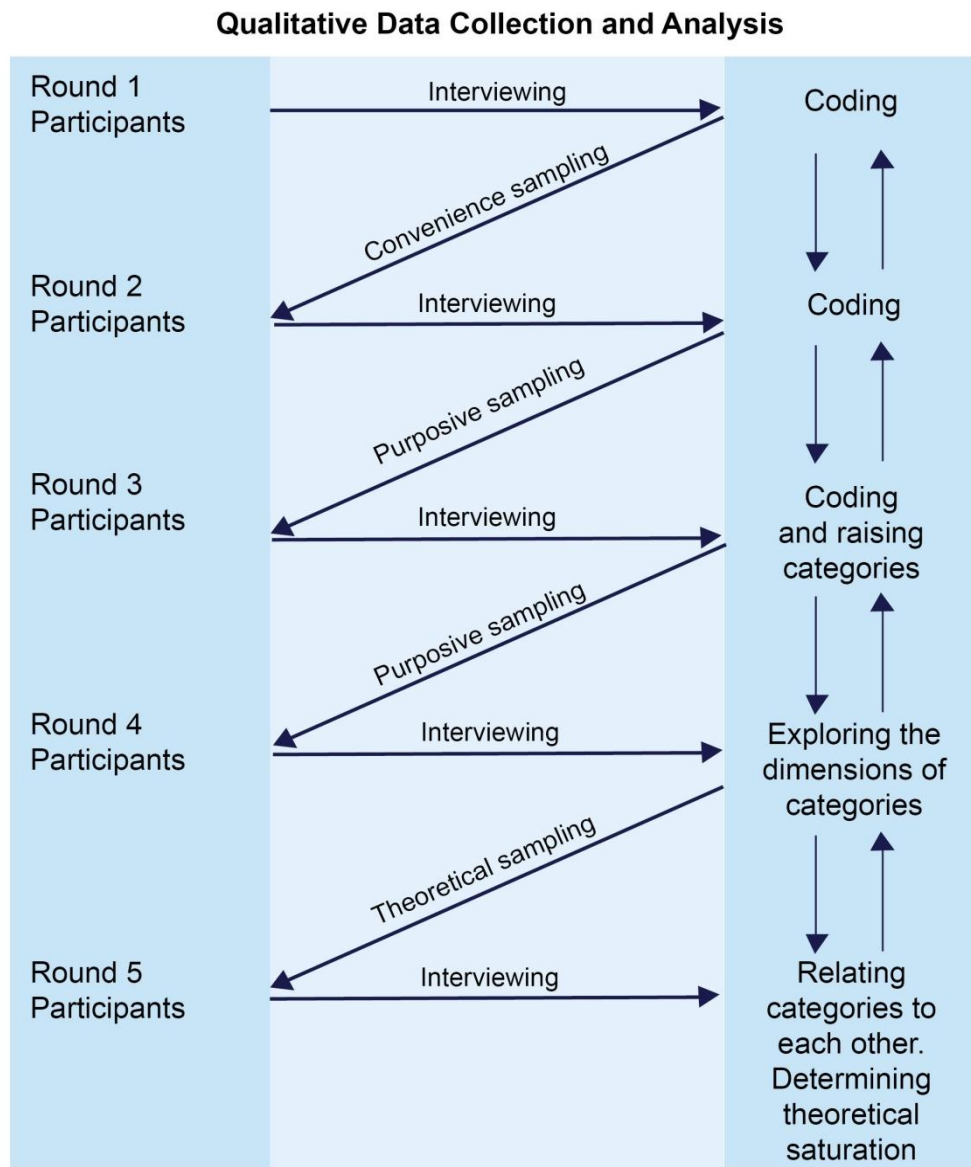 Qualitative Data Collection and Analysis
Round 1
Participants
Interviewing
Coding
Convenience sampling
Round 2
Participants
Interviewing
Coding
Purposive sampling
Round 3
Participants
Interviewing
Coding
and raising
categories
Purposive sampling
Round 4
Participants
Interviewing
Exploring the
dimensions of
categories
Theoretical sampling
Round 5
Participants
Interviewing
Relating
categories to
each other.
Determining
theoretical
saturation